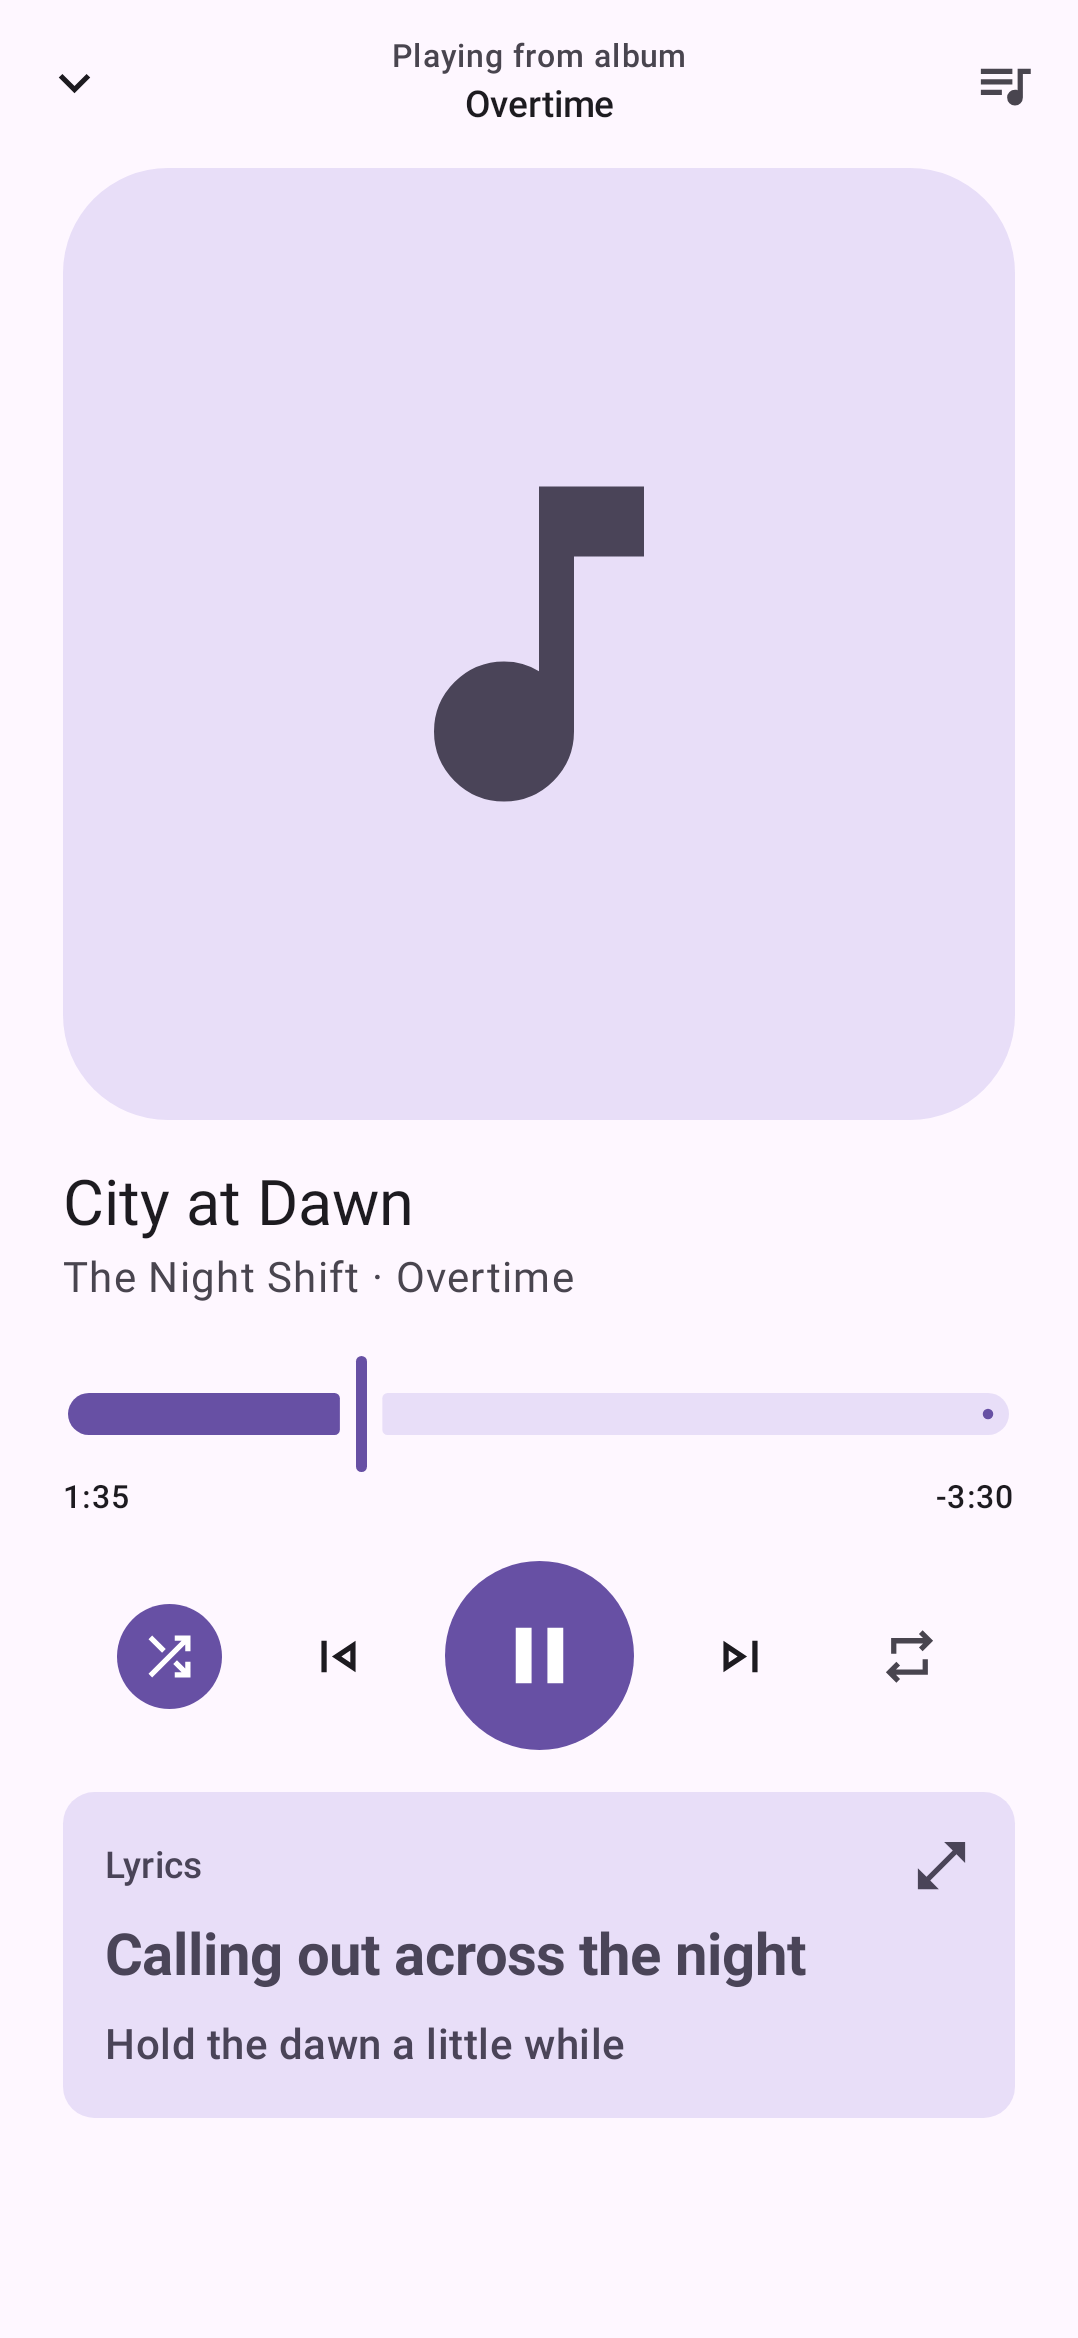 Playing from album
Overtime
City at Dawn
The Night Shift · Overtime
1:35
-3:30
Lyrics
Calling out across the night
Hold the dawn a little while